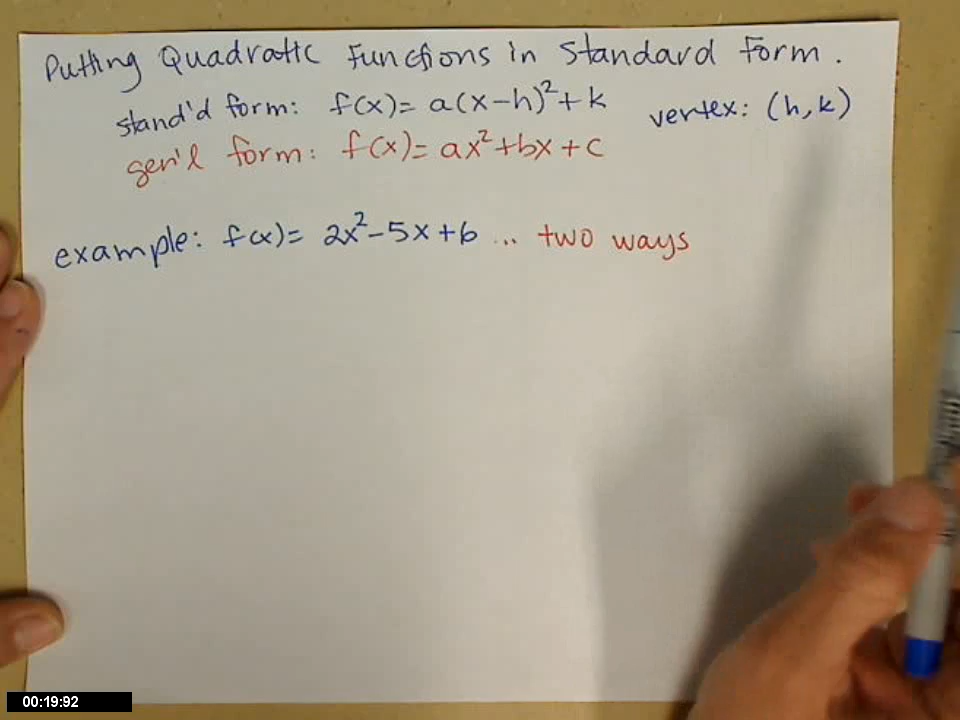 Putting Quadratic Functions in Standard Form.
stand'd form: f(x)= a(x-h)²+k vertex: (h,k)
gen'l form: f(x)= ax²+bx+c
example: f(x)= 2x²-5x+6 ... two ways
00:19:92